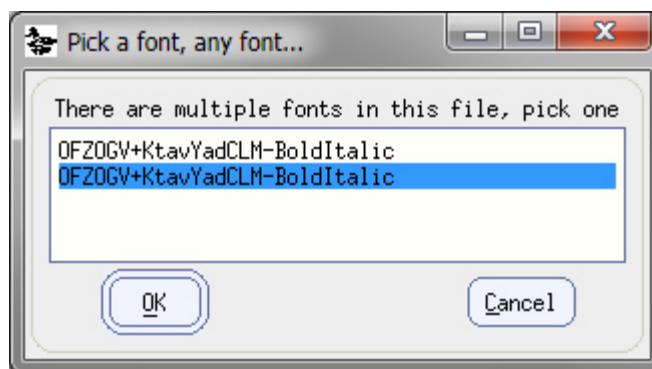 Pick a font, any font...
There are multiple fonts in this file, pick one
OFZOGV+KtavYadCLM-BoldItalic
OFZOGV+KtavYadCLM-BoldItalic
OK
Cancel